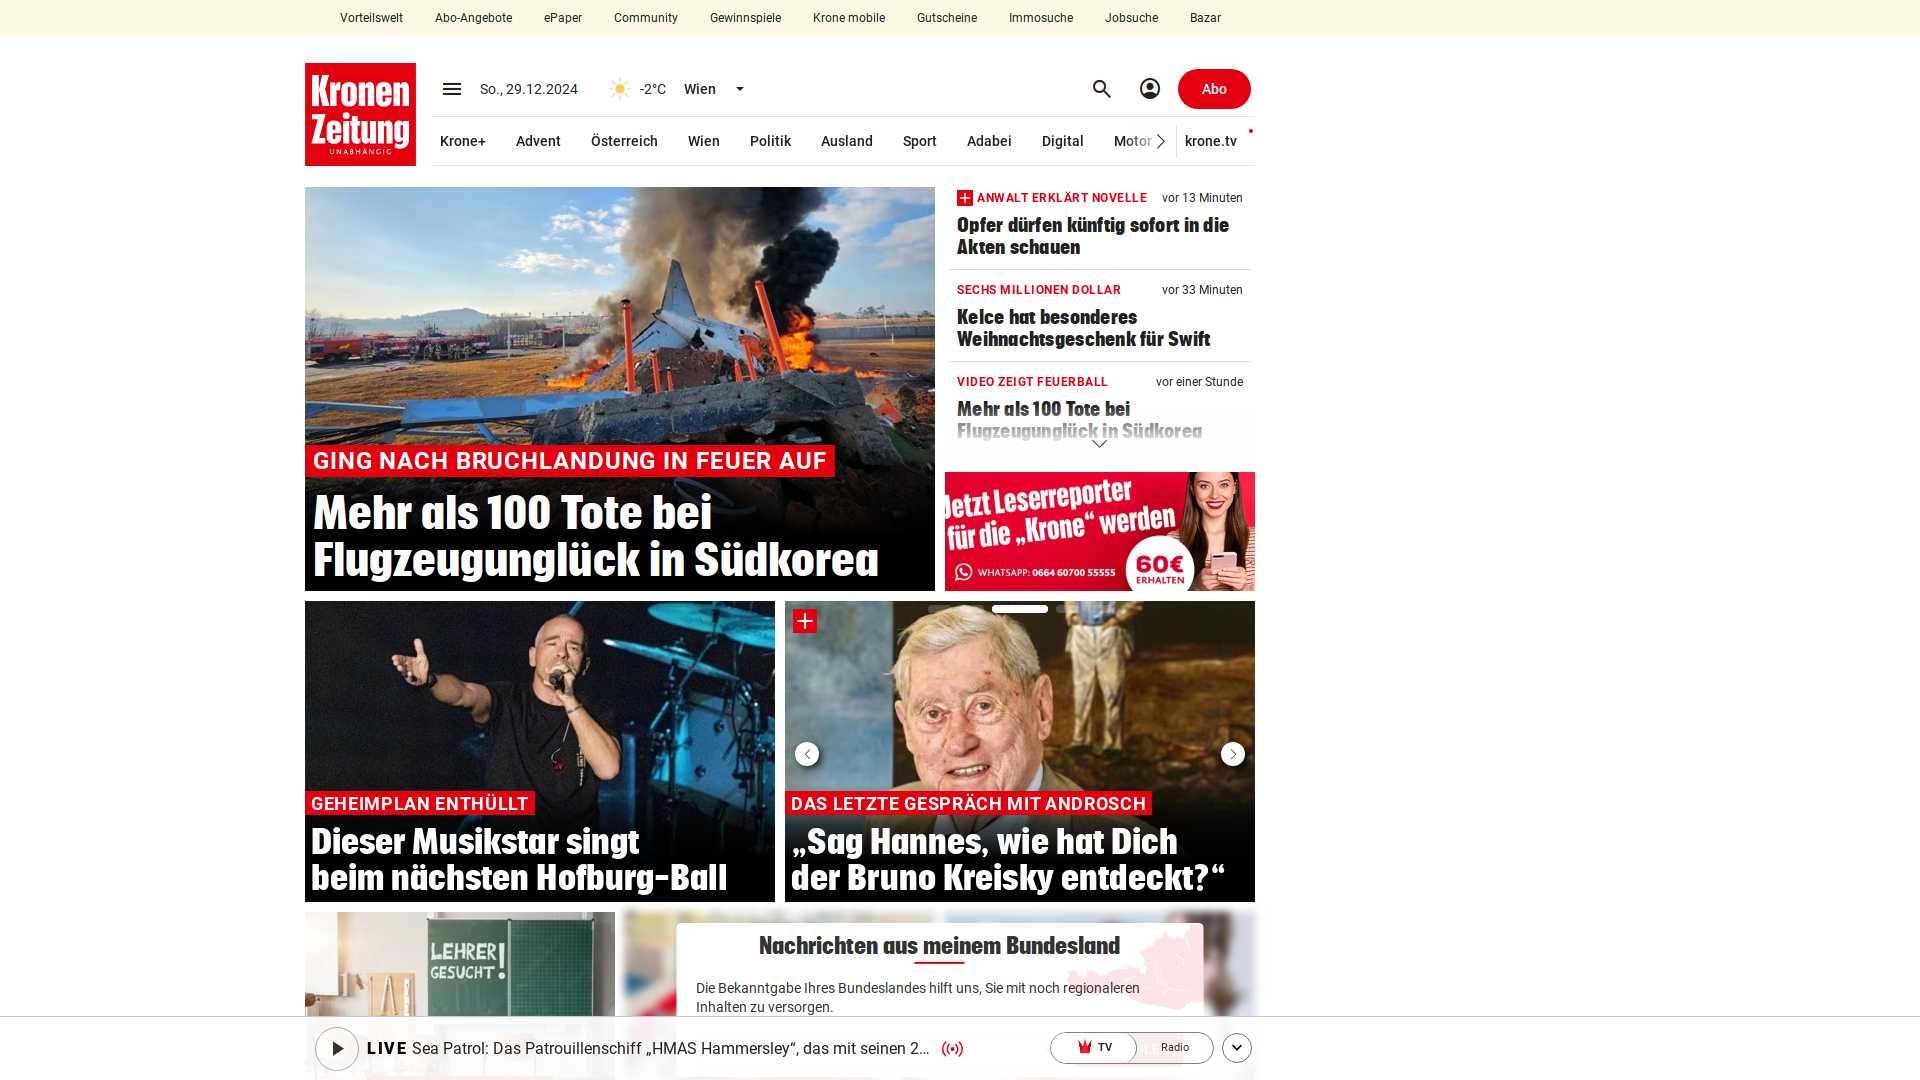 Vorteilswelt Abo-Angebote ePaper Community Gewinnspiele Krone mobile Gutscheine Immosuche Jobsuche Bazar
Kronen
Zeitung
UNABHÄNGIG
So., 29.12.2024 -2°C Wien
Abo
Krone+ Advent Österreich Wien Politik Ausland Sport Adabei Digital Motor krone.tv
GING NACH BRUCHLANDUNG IN FEUER AUF
Mehr als 100 Tote bei
Flugzeugunglück in Südkorea
ANWALT ERKLÄRT NOVELLE vor 13 Minuten
Opfer dürfen künftig sofort in die
Akten schauen
SECHS MILLIONEN DOLLAR vor 33 Minuten
Kelce hat besonderes
Weihnachtsgeschenk für Swift
VIDEO ZEIGT FEUERBALL vor einer Stunde
Mehr als 100 Tote bei
Flugzeugunglück in Südkorea
Jetzt Leserreporter
für die „Krone“ werden
WHATSAPP: 0664 60700 55555
60€
ERHALTEN
GEHEIMPLAN ENTHÜLLT
Dieser Musikstar singt
beim nächsten Hofburg-Ball
DAS LETZTE GESPRÄCH MIT ANDROSCH
„Sag Hannes, wie hat Dich
der Bruno Kreisky entdeckt?“
LEHRER
GESUCHT!
Nachrichten aus meinem Bundesland
Die Bekanntgabe Ihres Bundeslandes hilft uns, Sie mit noch regionaleren
Inhalten zu versorgen.
LIVE Sea Patrol: Das Patrouillenschiff „HMAS Hammersley“, das mit seinen 2...
TV Radio